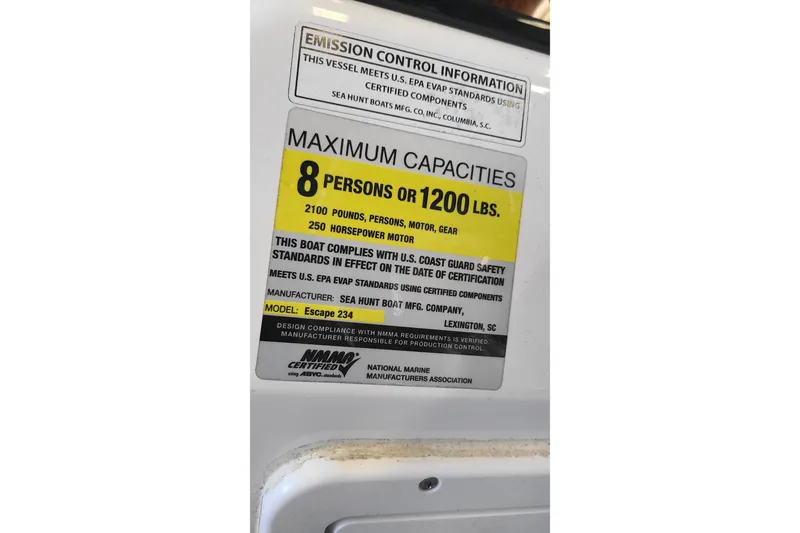 EMISSION CONTROL INFORMATION
THIS VESSEL MEETS U.S. EPA EVAP STANDARDS USING
CERTIFIED COMPONENTS
SEA HUNT BOATS MFG. CO, INC., COLUMBIA, S.C.
MAXIMUM CAPACITIES
8 PERSONS OR 1200 LBS.
2100 POUNDS, PERSONS, MOTOR, GEAR
250 HORSEPOWER MOTOR
THIS BOAT COMPLIES WITH U.S. COAST GUARD SAFETY
STANDARDS IN EFFECT ON THE DATE OF CERTIFICATION
MEETS U.S. EPA EVAP STANDARDS USING CERTIFIED COMPONENTS
MANUFACTURER: SEA HUNT BOAT MFG. COMPANY,
LEXINGTON, SC
MODEL: Escape 234
DESIGN COMPLIANCE WITH NMMA REQUIREMENTS IS VERIFIED.
MANUFACTURER RESPONSIBLE FOR PRODUCTION CONTROL.
NMMA
CERTIFIED
using ABYC standards
NATIONAL MARINE
MANUFACTURERS ASSOCIATION